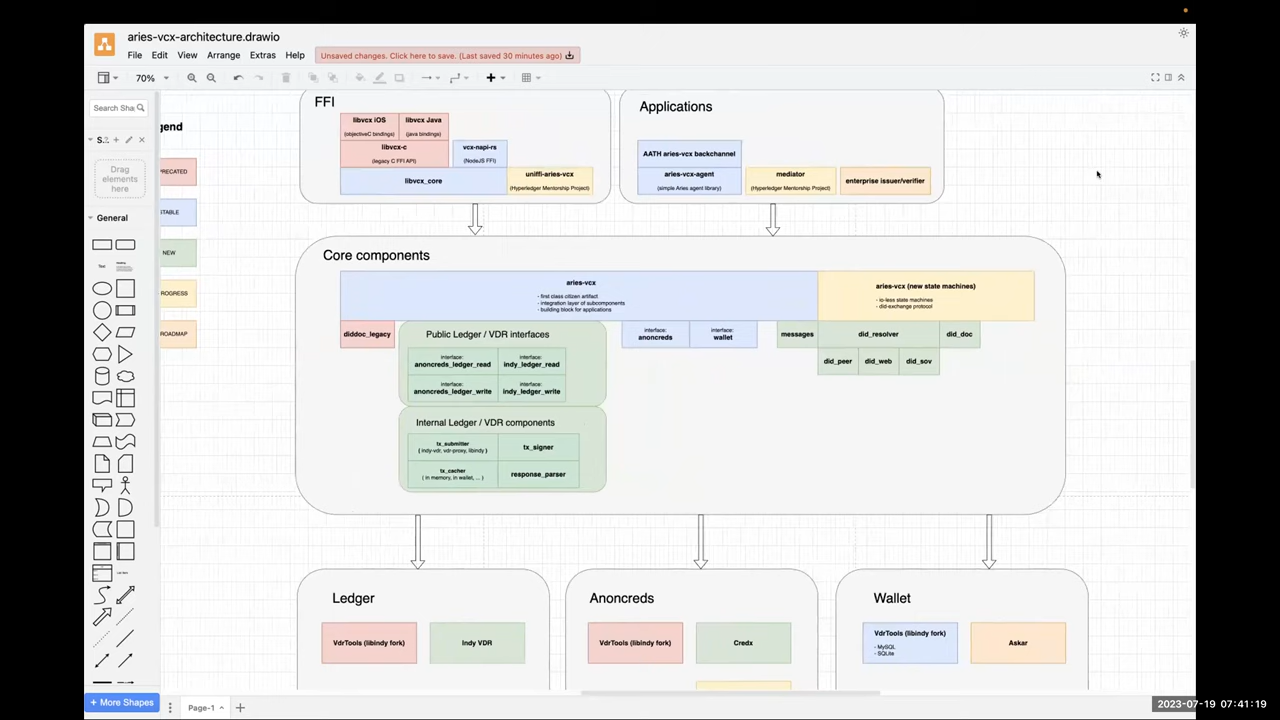 aries-vcx-architecture.drawio
File Edit View Arrange Extras Help
Unsaved changes. Click here to save. (Last saved 30 minutes ago)
70%
Search Sha
S...
Drag
elements
here
General
Text
More Shapes
Page-1
egend
PRECATED
STABLE
NEW
ROGRESS
ROADMAP
FFI
libvcx iOS
(objectiveC bindings)
libvcx Java
(java bindings)
libvcx-c
(legacy C FFI API)
vcx-napi-rs
(NodeJS FFI)
libvcx_core
uniffi-aries-vcx
(Hyperledger Mentorship Project)
Applications
AATH aries-vcx backchannel
aries-vcx-agent
(simple Aries agent library)
mediator
(Hyperledger Mentorship Project)
enterprise issuer/verifier
Core components
aries-vcx
- first class citizen artifact
- integration layer of subcomponents
- building block for applications
aries-vcx (new state machines)
- io-less state machines
- did-exchange protocol
diddoc_legacy
Public Ledger / VDR interfaces
interface:
anoncreds_ledger_read
interface:
indy_ledger_read
interface:
anoncreds_ledger_write
interface:
indy_ledger_write
interface:
anoncreds
interface:
wallet
messages
did_resolver
did_doc
did_peer
did_web
did_sov
Internal Ledger / VDR components
tx_submitter
( indy-vdr, vdr-proxy, libindy )
tx_signer
tx_cacher
( in memory, in wallet, ... )
response_parser
Ledger
VdrTools (libindy fork)
Indy VDR
Anoncreds
VdrTools (libindy fork)
Credx
Wallet
VdrTools (libindy fork)
- MySQL
- SQLite
Askar
2023-07-19 07:41:19